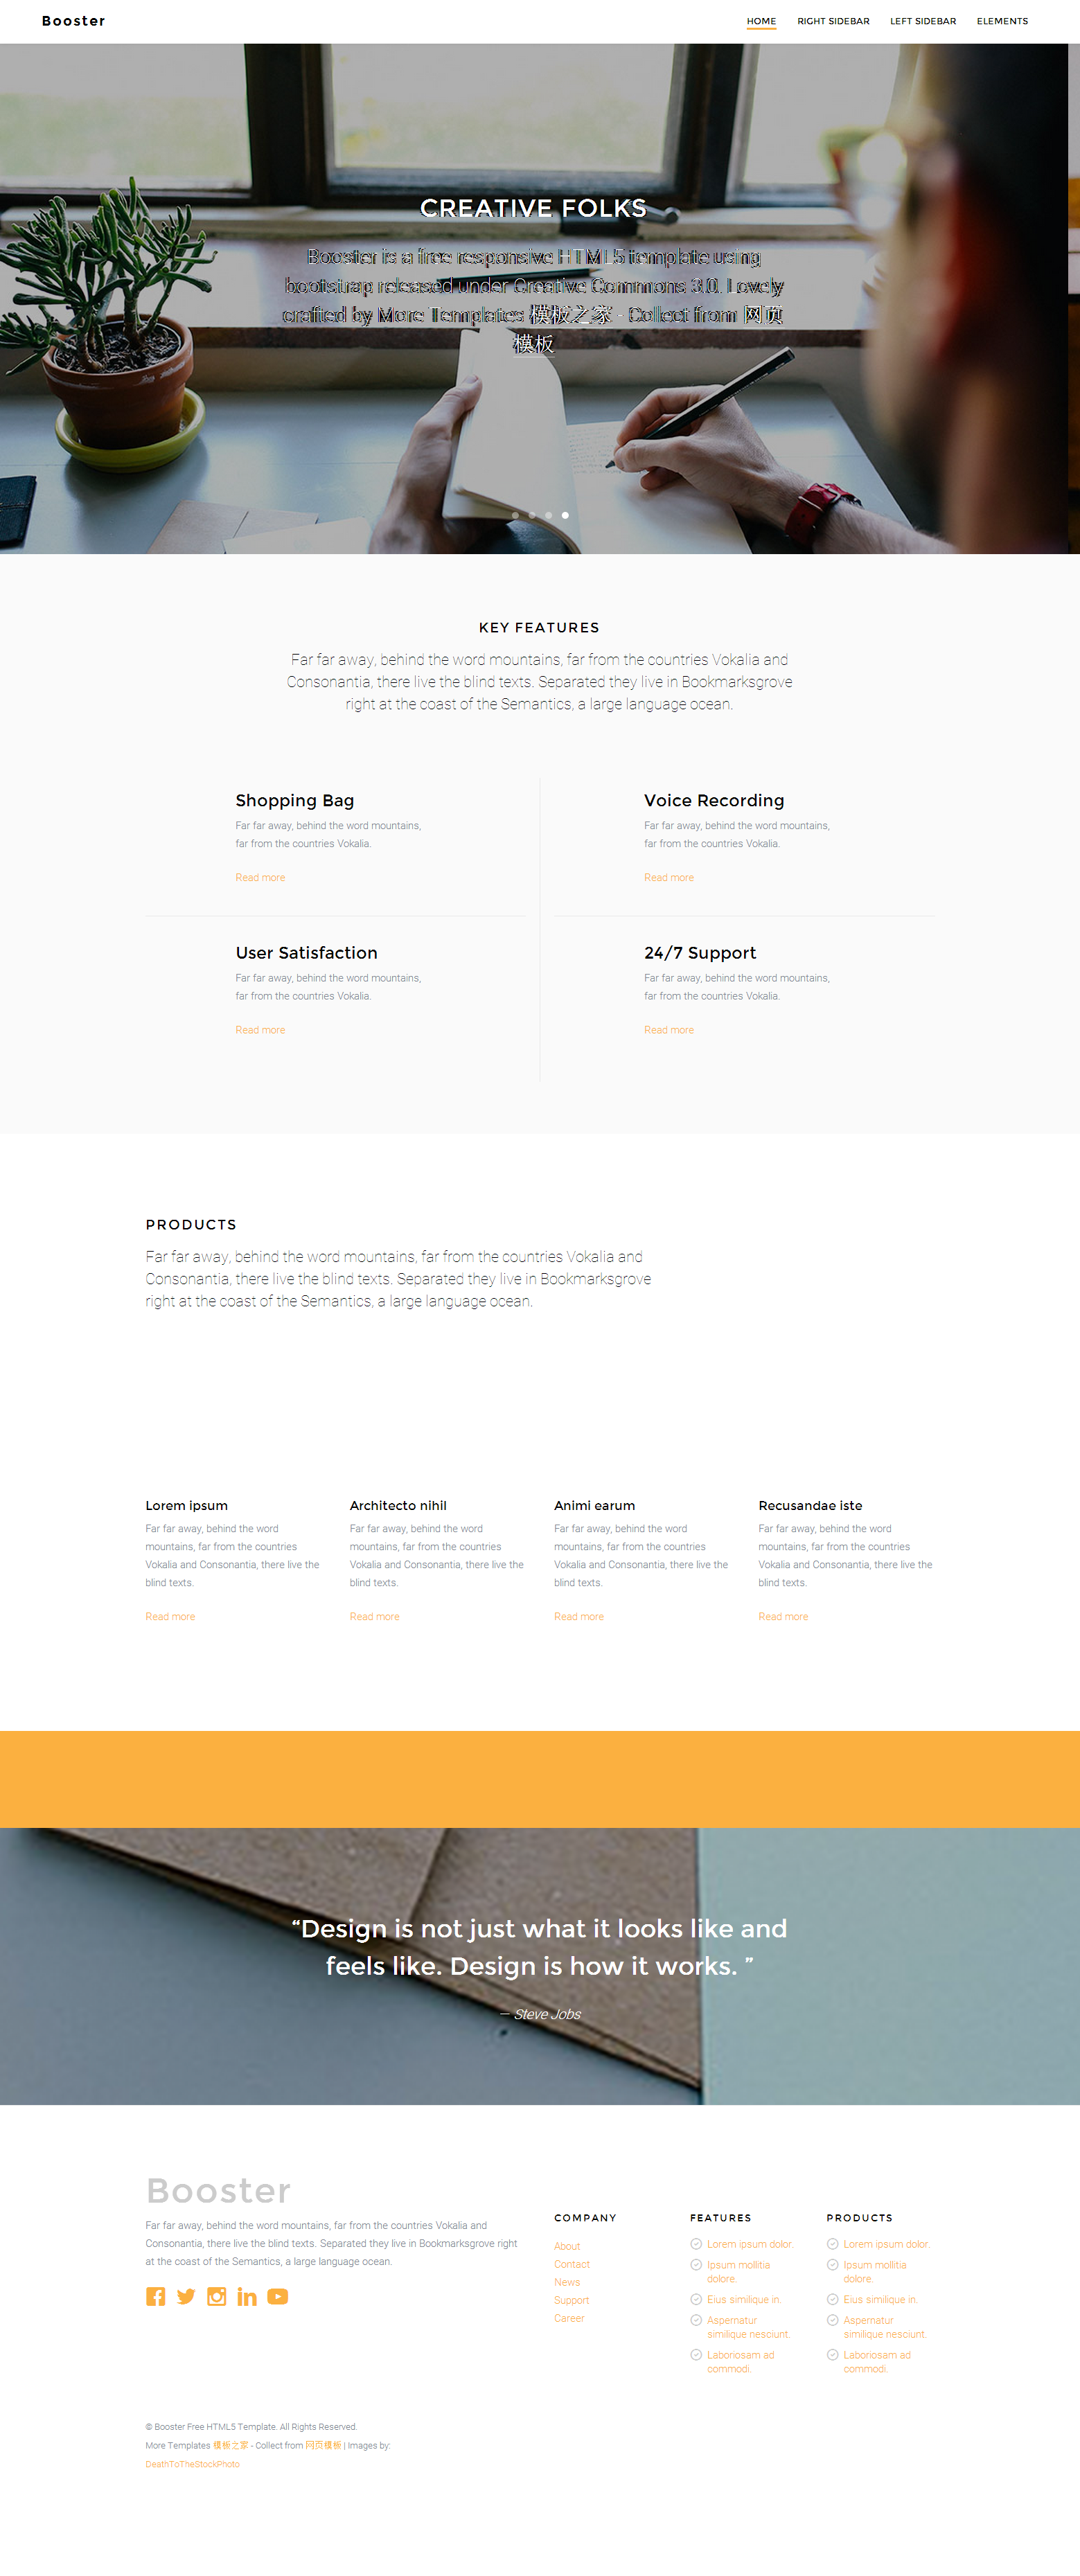 Booster
HOME RIGHT SIDEBAR LEFT SIDEBAR ELEMENTS
CREATIVE FOLKS
Booster is a free responsive HTML5 template using
bootstrap released under Creative Commons 3.0. Lovely
crafted by More Templates 模板之家 - Collect from 网页
模板
KEY FEATURES
Far far away, behind the word mountains, far from the countries Vokalia and
Consonantia, there live the blind texts. Separated they live in Bookmarksgrove
right at the coast of the Semantics, a large language ocean.
Shopping Bag
Far far away, behind the word mountains,
far from the countries Vokalia.
Read more
Voice Recording
Far far away, behind the word mountains,
far from the countries Vokalia.
Read more
User Satisfaction
Far far away, behind the word mountains,
far from the countries Vokalia.
Read more
24/7 Support
Far far away, behind the word mountains,
far from the countries Vokalia.
Read more
PRODUCTS
Far far away, behind the word mountains, far from the countries Vokalia and
Consonantia, there live the blind texts. Separated they live in Bookmarksgrove
right at the coast of the Semantics, a large language ocean.
Lorem ipsum
Far far away, behind the word
mountains, far from the countries
Vokalia and Consonantia, there live the
blind texts.
Read more
Architecto nihil
Far far away, behind the word
mountains, far from the countries
Vokalia and Consonantia, there live the
blind texts.
Read more
Animi earum
Far far away, behind the word
mountains, far from the countries
Vokalia and Consonantia, there live the
blind texts.
Read more
Recusandae iste
Far far away, behind the word
mountains, far from the countries
Vokalia and Consonantia, there live the
blind texts.
Read more
“Design is not just what it looks like and
feels like. Design is how it works. ”
— Steve Jobs
Booster
Far far away, behind the word mountains, far from the countries Vokalia and
Consonantia, there live the blind texts. Separated they live in Bookmarksgrove right
at the coast of the Semantics, a large language ocean.
COMPANY
About
Contact
News
Support
Career
FEATURES
Lorem ipsum dolor.
Ipsum mollitia
dolore.
Eius similique in.
Aspernatur
similique nesciunt.
Laboriosam ad
commodi.
PRODUCTS
Lorem ipsum dolor.
Ipsum mollitia
dolore.
Eius similique in.
Aspernatur
similique nesciunt.
Laboriosam ad
commodi.
© Booster Free HTML5 Template. All Rights Reserved.
More Templates 模板之家 - Collect from 网页模板 | Images by:
DeathToTheStockPhoto